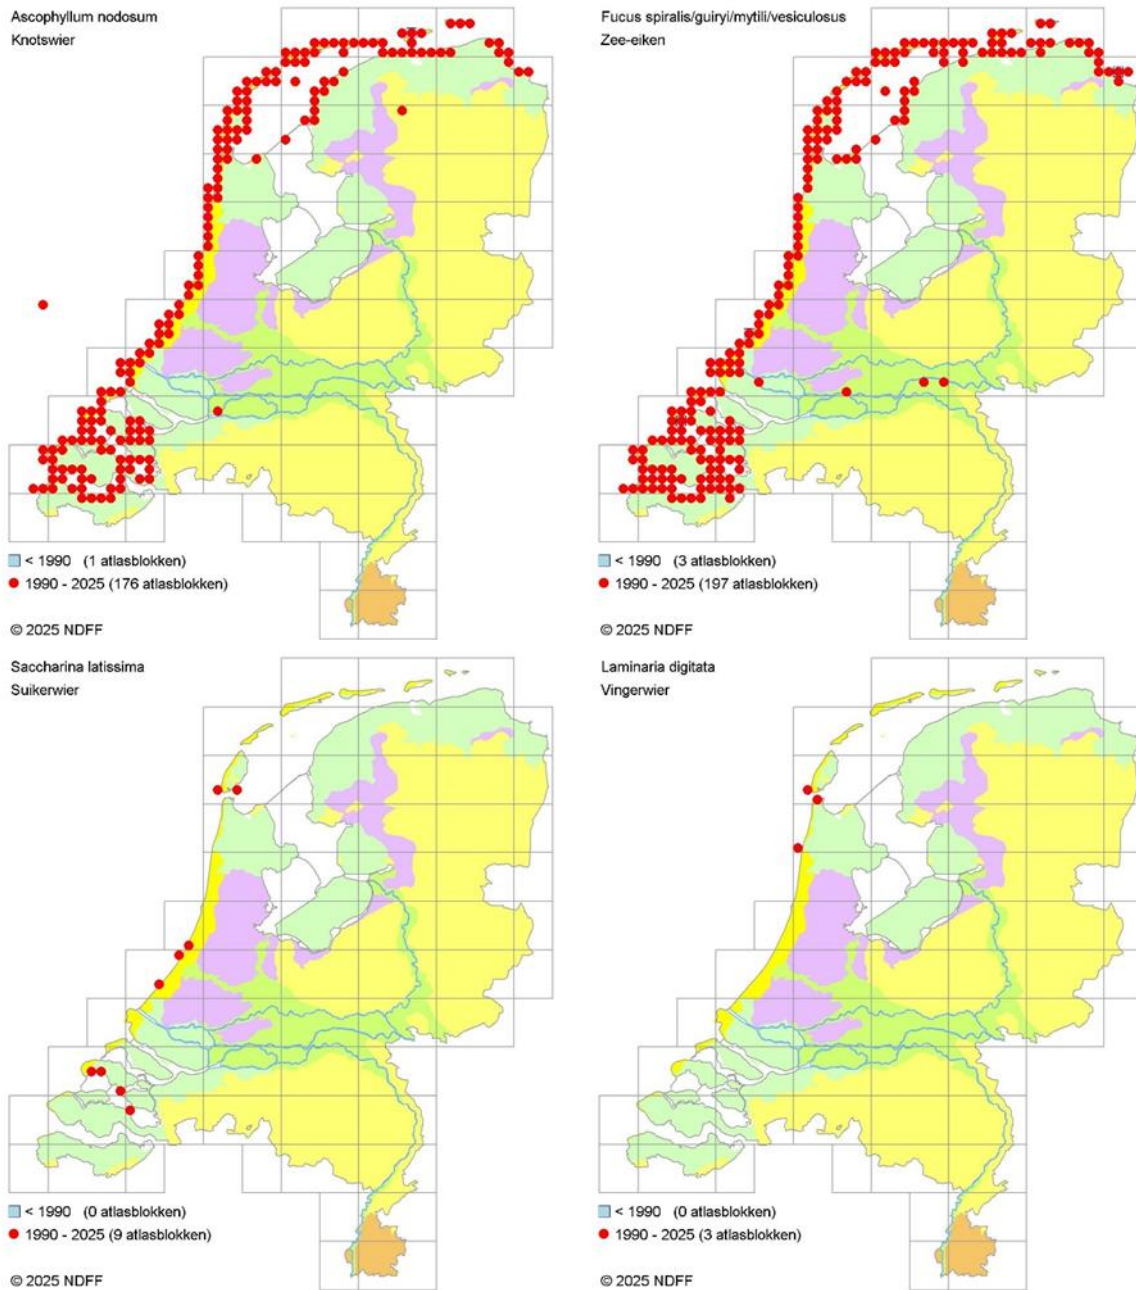 Ascophyllum nodosum
Knotswier
< 1990 (1 atlasblokken)
1990 - 2025 (176 atlasblokken)
© 2025 NDFF
Fucus spiralis/guiryi/mytili/vesiculosus
Zee-eiken
< 1990 (3 atlasblokken)
1990 - 2025 (197 atlasblokken)
© 2025 NDFF
Saccharina latissima
Suikerwier
< 1990 (0 atlasblokken)
1990 - 2025 (9 atlasblokken)
© 2025 NDFF
Laminaria digitata
Vingerwier
< 1990 (0 atlasblokken)
1990 - 2025 (3 atlasblokken)
© 2025 NDFF